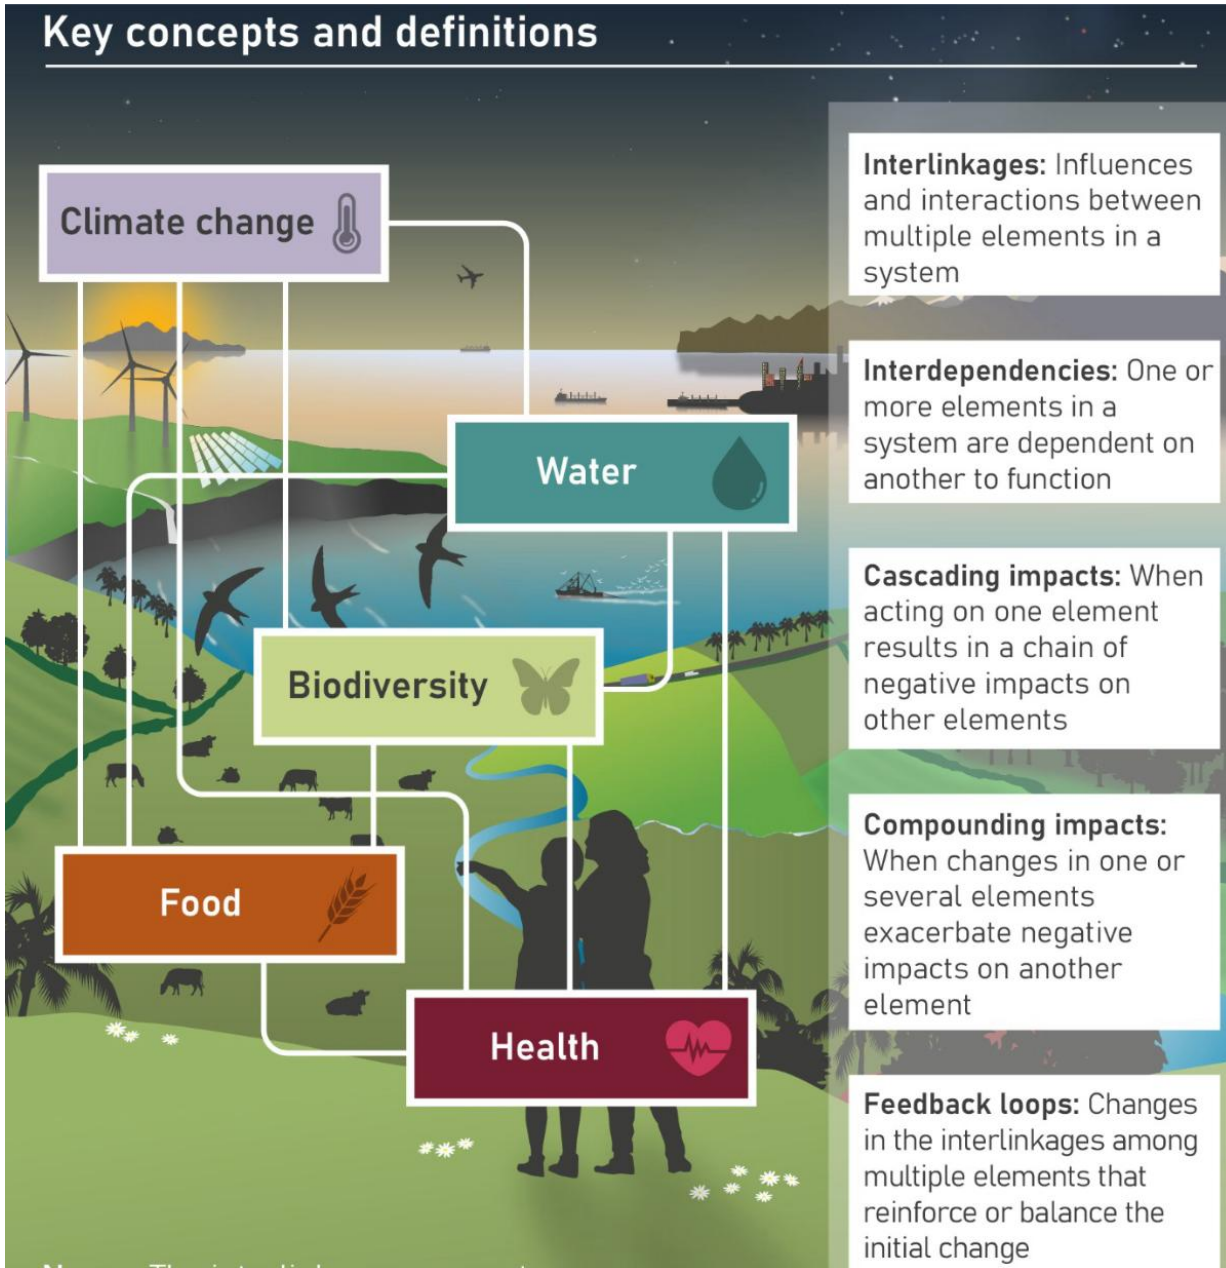 Key concepts and definitions
Climate change
Water
Biodiversity
Food
Health
Interlinkages: Influences
and interactions between
multiple elements in a
system
Interdependencies: One or
more elements in a
system are dependent on
another to function
Cascading impacts: When
acting on one element
results in a chain of
negative impacts on
other elements
Compounding impacts:
When changes in one or
several elements
exacerbate negative
impacts on another
element
Feedback loops: Changes
in the interlinkages among
multiple elements that
reinforce or balance the
initial change